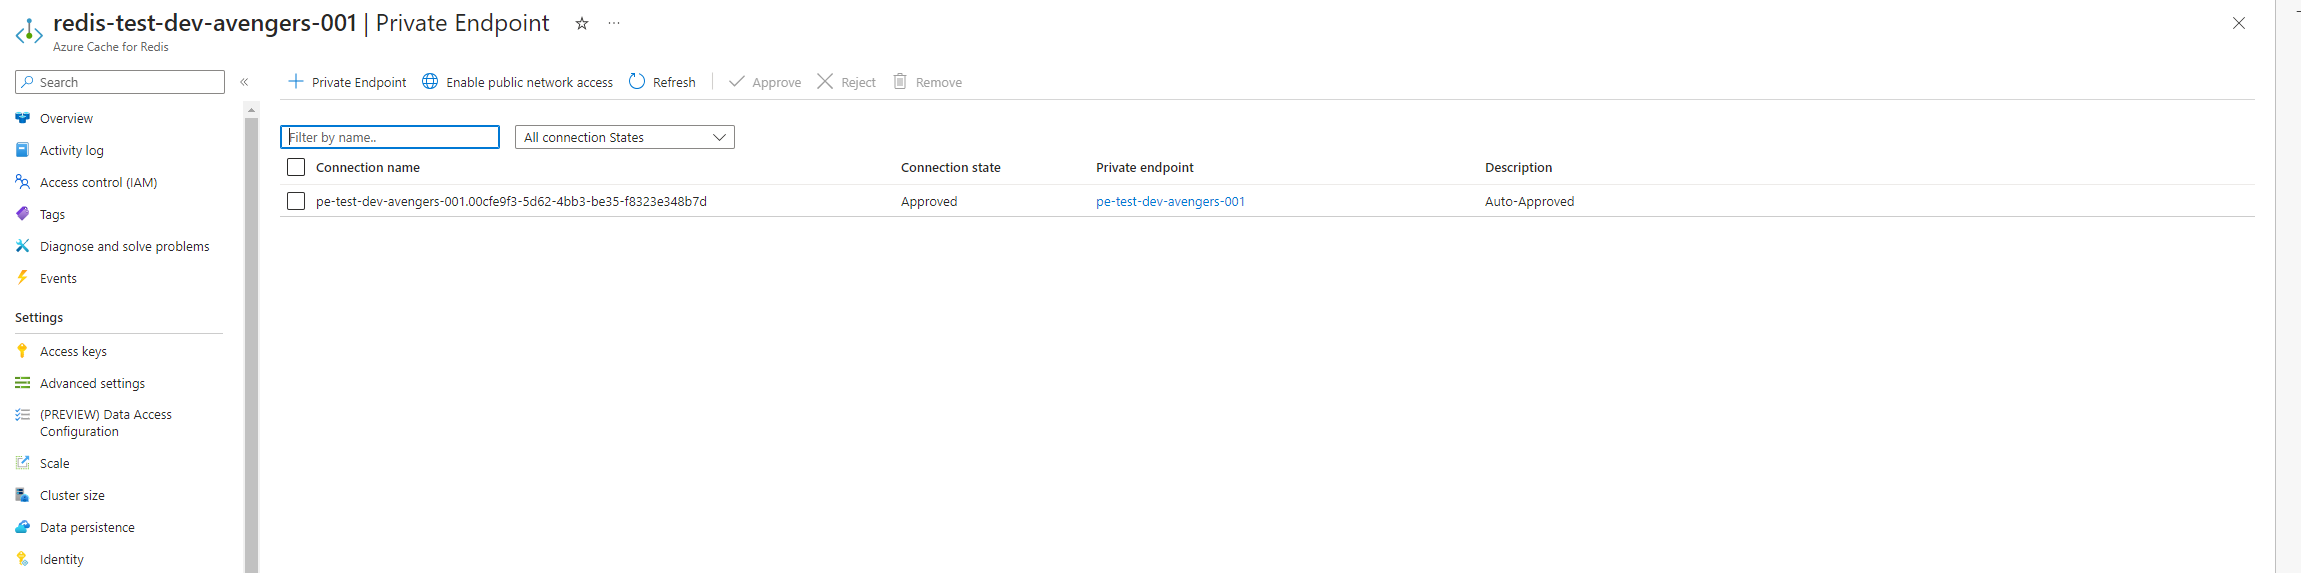 redis-test-dev-avengers-001 | Private Endpoint
Azure Cache for Redis
Search
Private Endpoint Enable public network access Refresh Approve Reject Remove
Overview
Activity log
Access control (IAM)
Tags
Diagnose and solve problems
Events
Settings
Access keys
Advanced settings
(PREVIEW) Data Access
Configuration
Scale
Cluster size
Data persistence
Identity
Filter by name.. All connection States
Connection name Connection state Private endpoint Description
pe-test-dev-avengers-001.00cfe9f3-5d62-4bb3-be35-f8323e348b7d Approved pe-test-dev-avengers-001 Auto-Approved